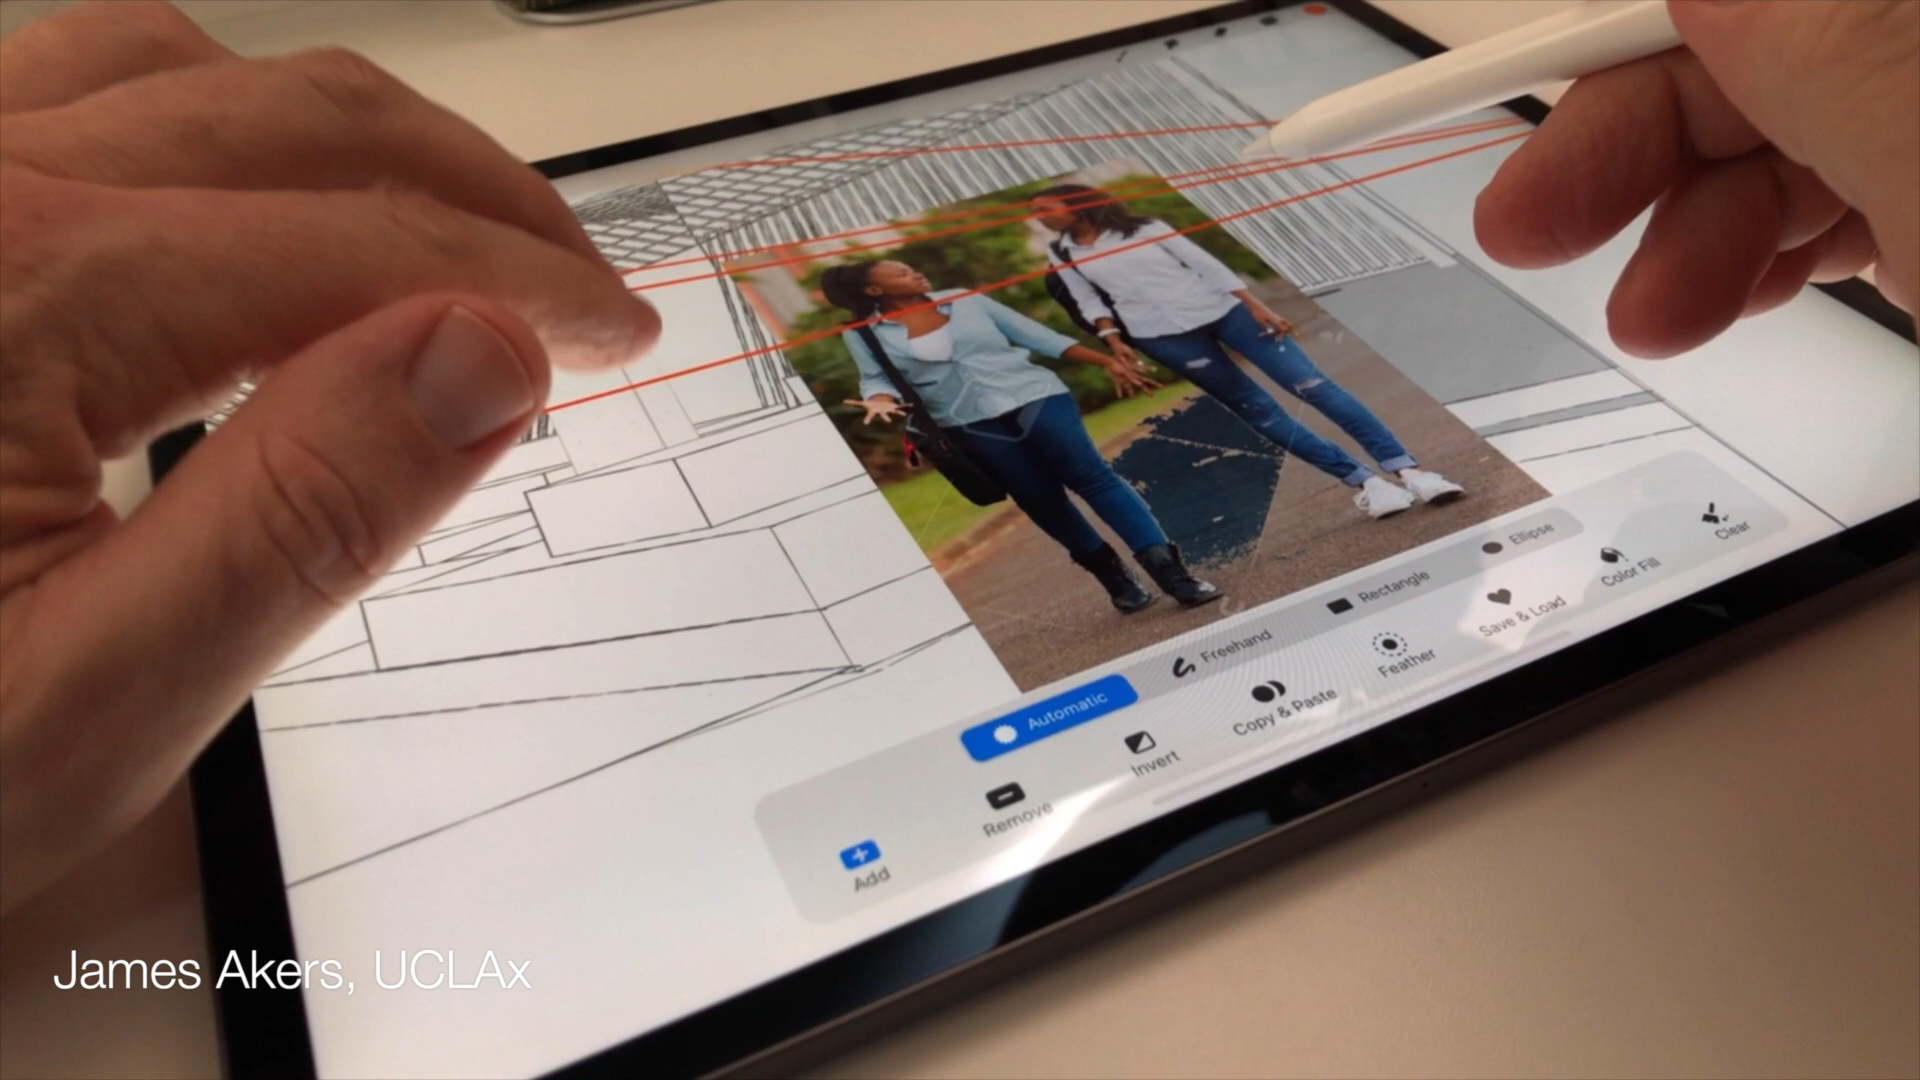 Automatic
Freehand
Rectangle
Ellipse
Add
Remove
Invert
Copy & Paste
Feather
Save & Load
Color Fill
Clear
James Akers, UCLAx